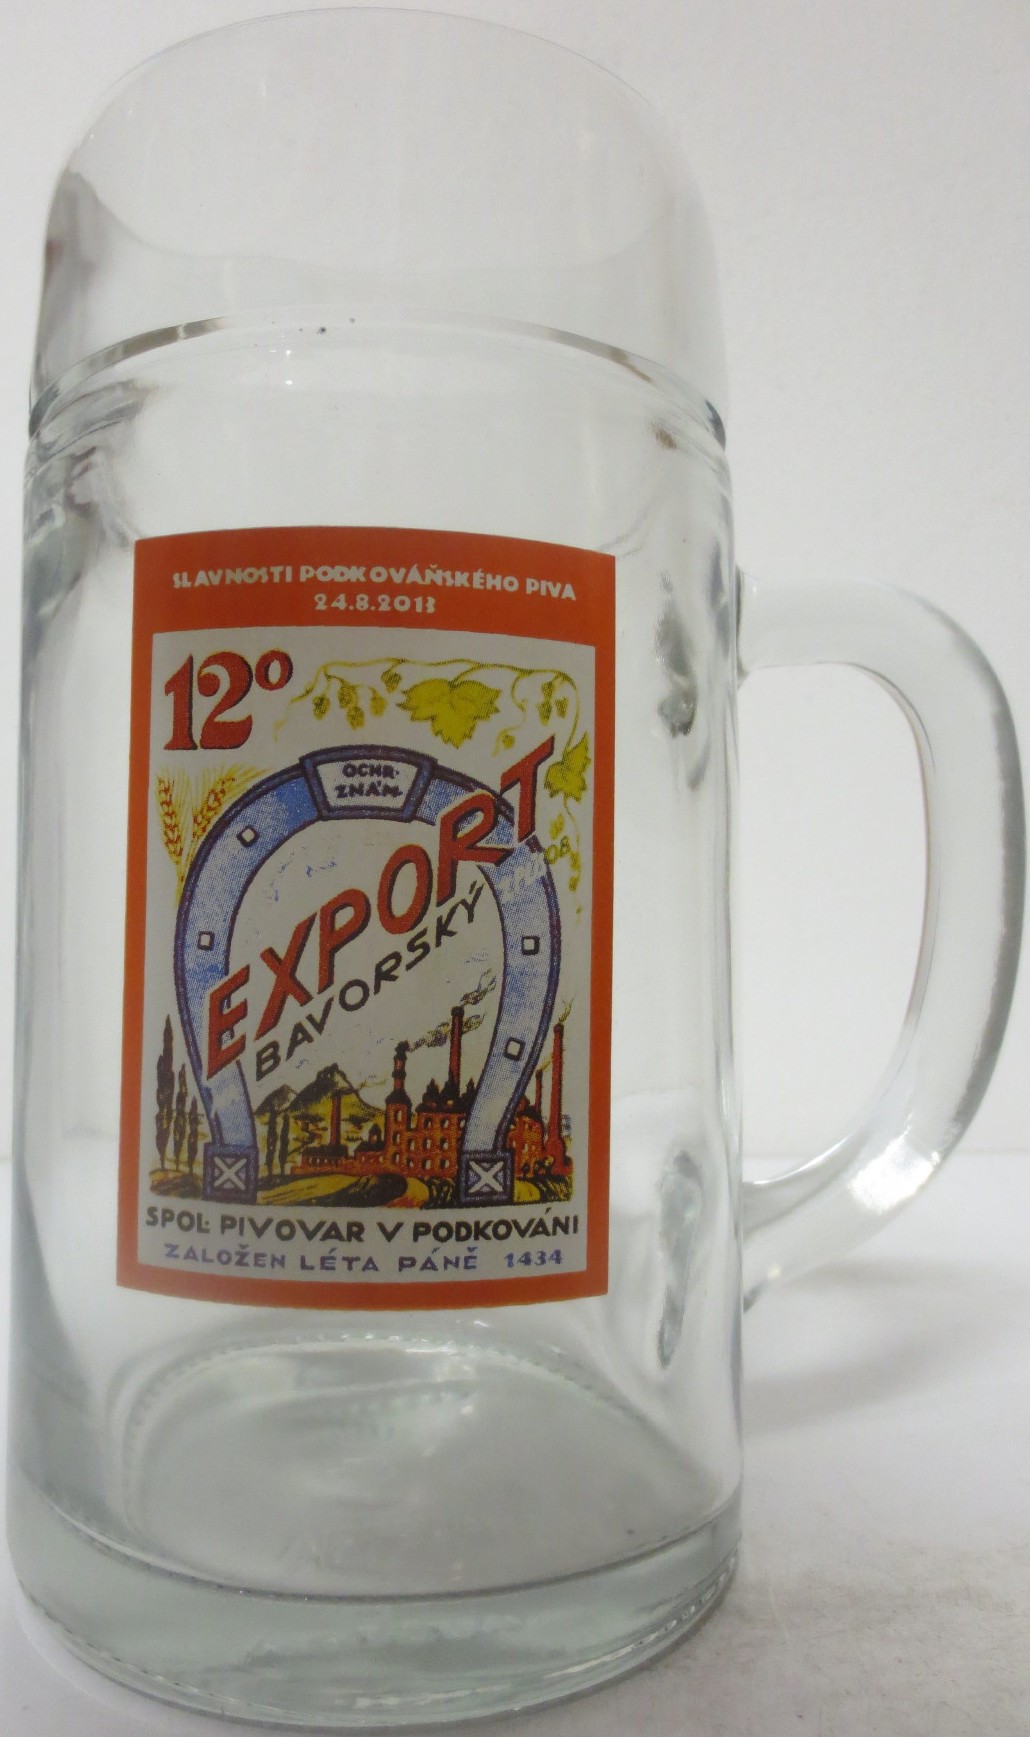 SLAVNOSTI PODKOVÁŇSKÉHO PIVA
24.8.2013
12°
OCHR.
ZNÁM.
EXPORT
BAVORSKÝ
SPOL. PIVOVAR V PODKOVÁNI
ZALOŽEN LÉTA PÁNĚ 1434